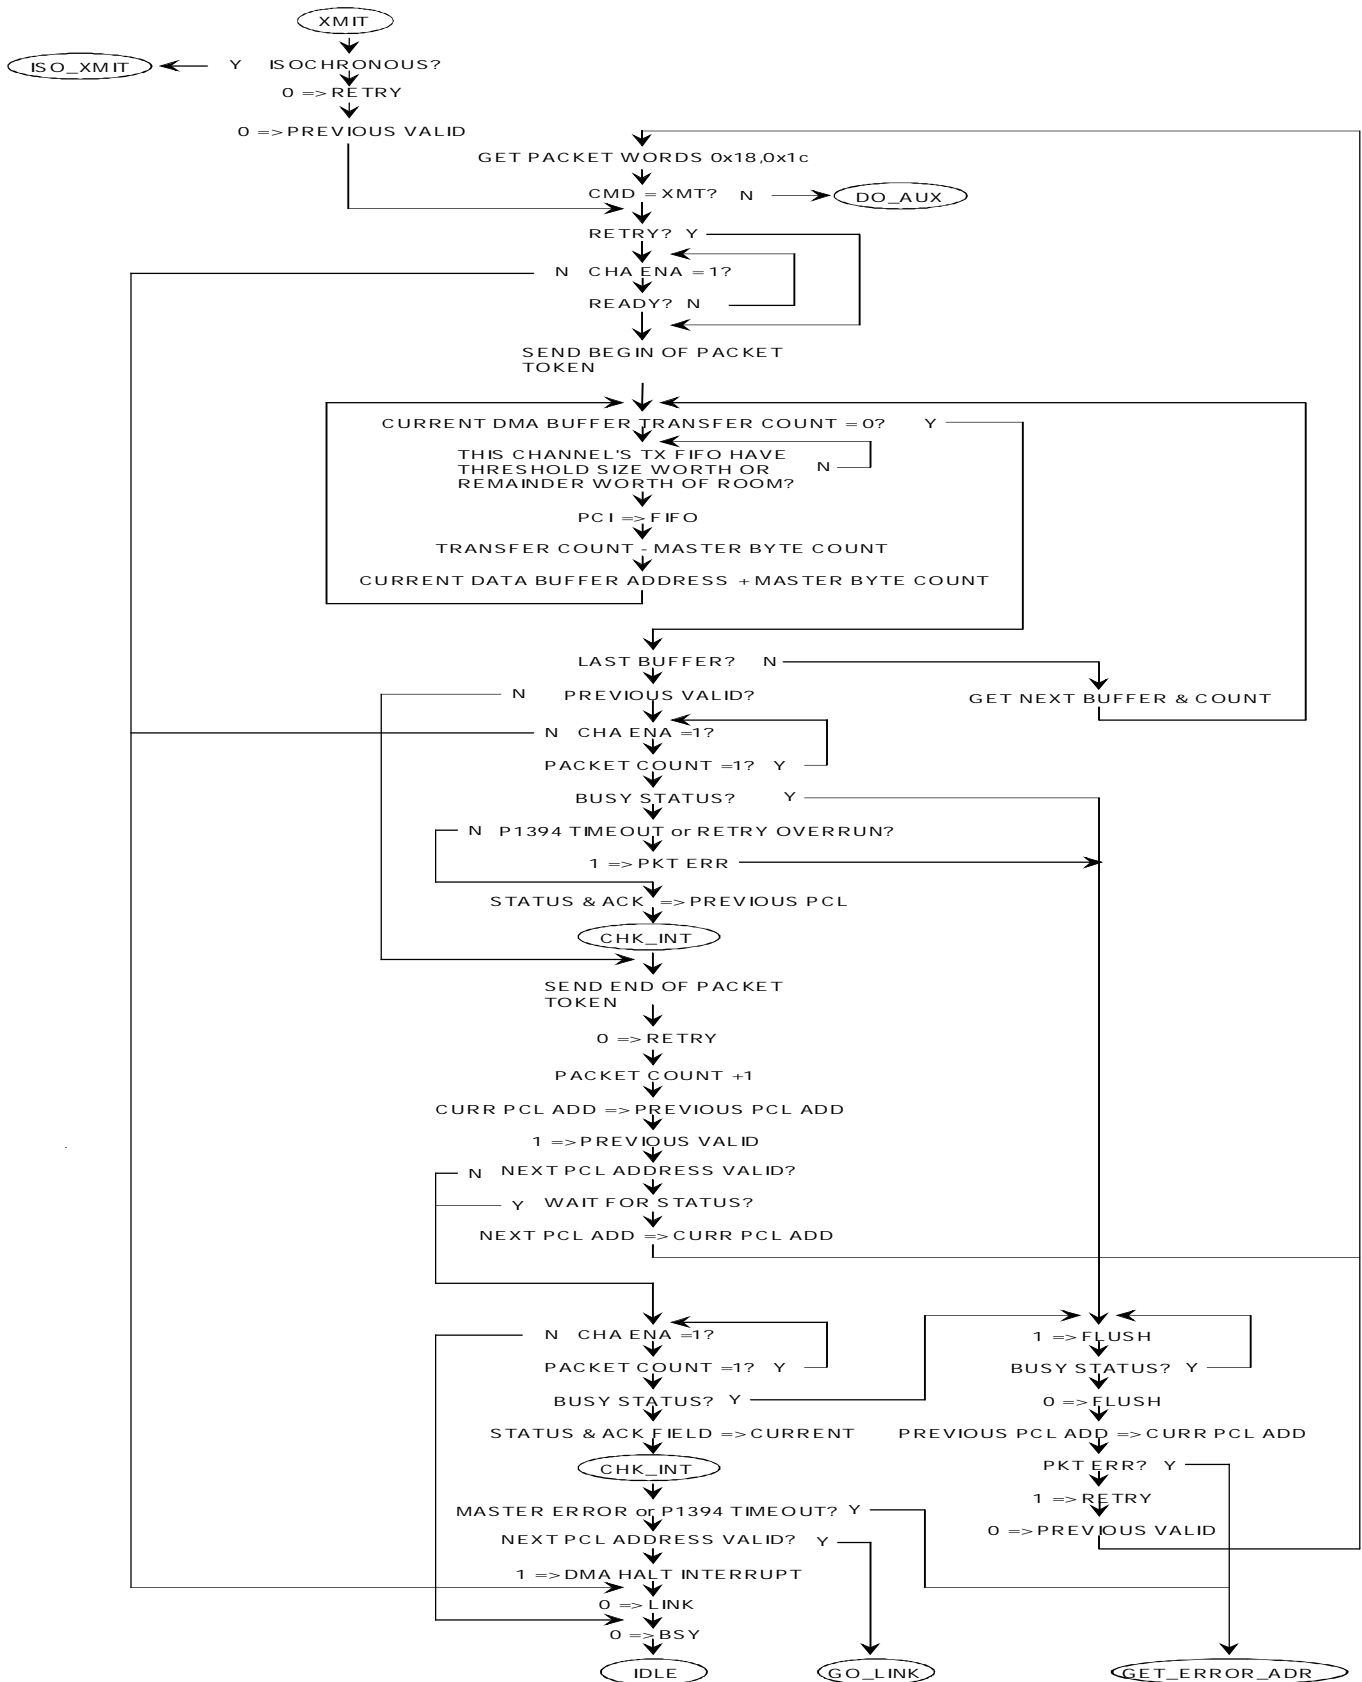 XMIT
ISO_XMIT
Y ISOCHRONOUS?
0 =>RETRY
0 =>PREVIOUS VALID
GET PACKET WORDS 0x18,0x1c
CMD =XMT? N
DO_AUX
RETRY? Y
N CHA ENA =1?
READY? N
SEND BEGIN OF PACKET
TOKEN
CURRENT DMA BUFFER TRANSFER COUNT =0? Y
THIS CHANNEL'S TX FIFO HAVE
THRESHOLD SIZE WORTH OR
REMAINDER WORTH OF ROOM?
N
PCI =>FIFO
TRANSFER COUNT - MASTER BYTE COUNT
CURRENT DATA BUFFER ADDRESS +MASTER BYTE COUNT
LAST BUFFER? N
N PREVIOUS VALID?
GET NEXT BUFFER & COUNT
N CHA ENA =1?
PACKET COUNT =1? Y
BUSY STATUS? Y
N P1394 TIMEOUT or RETRY OVERRUN?
1 =>PKT ERR
STATUS & ACK =>PREVIOUS PCL
CHK_INT
SEND END OF PACKET
TOKEN
0 =>RETRY
PACKET COUNT +1
CURR PCL ADD =>PREVIOUS PCL ADD
1 =>PREVIOUS VALID
N NEXT PCL ADDRESS VALID?
Y WAIT FOR STATUS?
NEXT PCL ADD =>CURR PCL ADD
N CHA ENA =1?
1 =>FLUSH
PACKET COUNT =1? Y
BUSY STATUS? Y
BUSY STATUS? Y
0 =>FLUSH
STATUS & ACK FIELD =>CURRENT
PREVIOUS PCL ADD =>CURR PCL ADD
CHK_INT
PKT ERR? Y
1 =>RETRY
MASTER ERROR or P1394 TIMEOUT? Y
0 =>PREVIOUS VALID
NEXT PCL ADDRESS VALID? Y
1 =>DMA HALT INTERRUPT
0 =>LINK
0 =>BSY
IDLE
GO_LINK
GET_ERROR_ADR